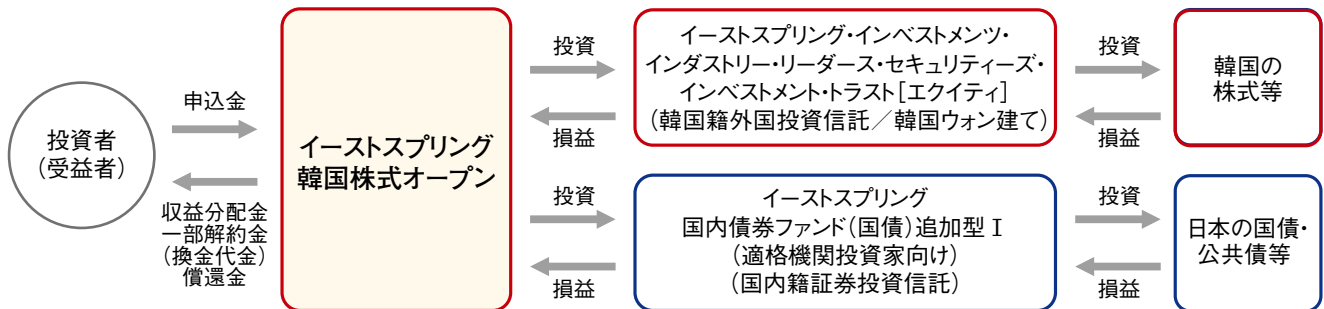 投資者
（受益者）
申込金
収益分配金
一部解約金
（換金代金）
償還金
イーストスプリング
韓国株式オープン
投資
損益
イーストスプリング・インベストメンツ・
インダストリー・リーダース・セキュリティーズ・
インベストメント・トラスト［エクイティ］
（韓国籍外国投資信託／韓国ウォン建て）
投資
損益
韓国の
株式等
投資
損益
イーストスプリング
国内債券ファンド（国債）追加型 Ⅰ
（適格機関投資家向け）
（国内籍証券投資信託）
投資
損益
日本の国債・
公共債等